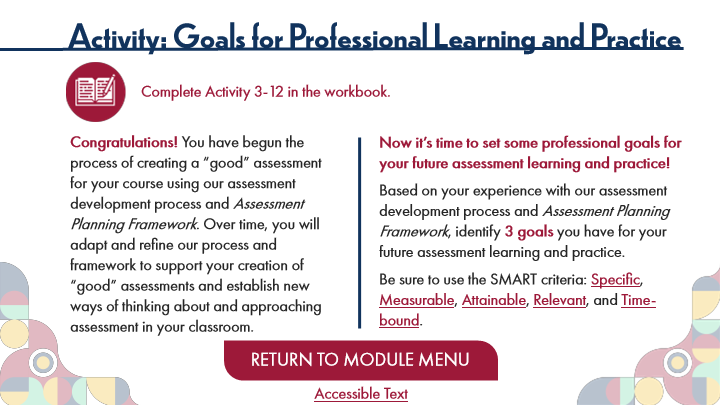 Activity: Goals for Professional Learning and Practice
Complete Activity 3-12 in the workbook.
Congratulations! You have begun the
process of creating a “good” assessment
for your course using our assessment
development process and Assessment
Planning Framework. Over time, you will
adapt and refine our process and
framework to support your creation of
“good” assessments and establish new
ways of thinking about and approaching
assessment in your classroom.
Now it’s time to set some professional goals for
your future assessment learning and practice!
Based on your experience with our assessment
development process and Assessment Planning
Framework, identify 3 goals you have for your
future assessment learning and practice.
Be sure to use the SMART criteria: Specific,
Measurable, Attainable, Relevant, and Time-
bound.
RETURN TO MODULE MENU
Accessible Text